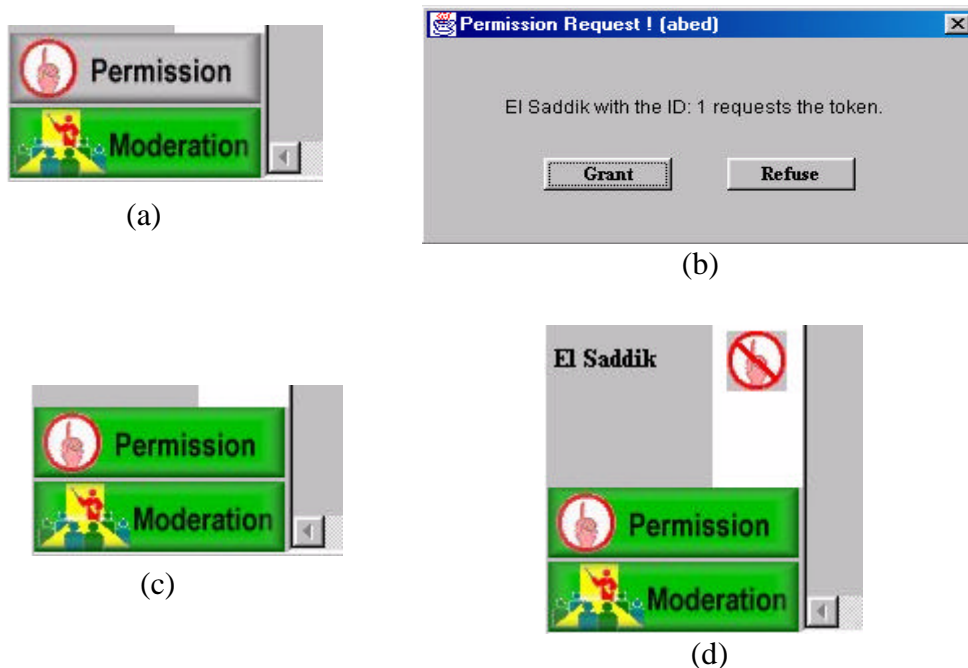 Permission
Moderation
(a)
Permission Request ! (abed)
El Saddik with the ID: 1 requests the token.
Grant
Refuse
(b)
Permission
Moderation
(c)
El Saddik
Permission
Moderation
(d)